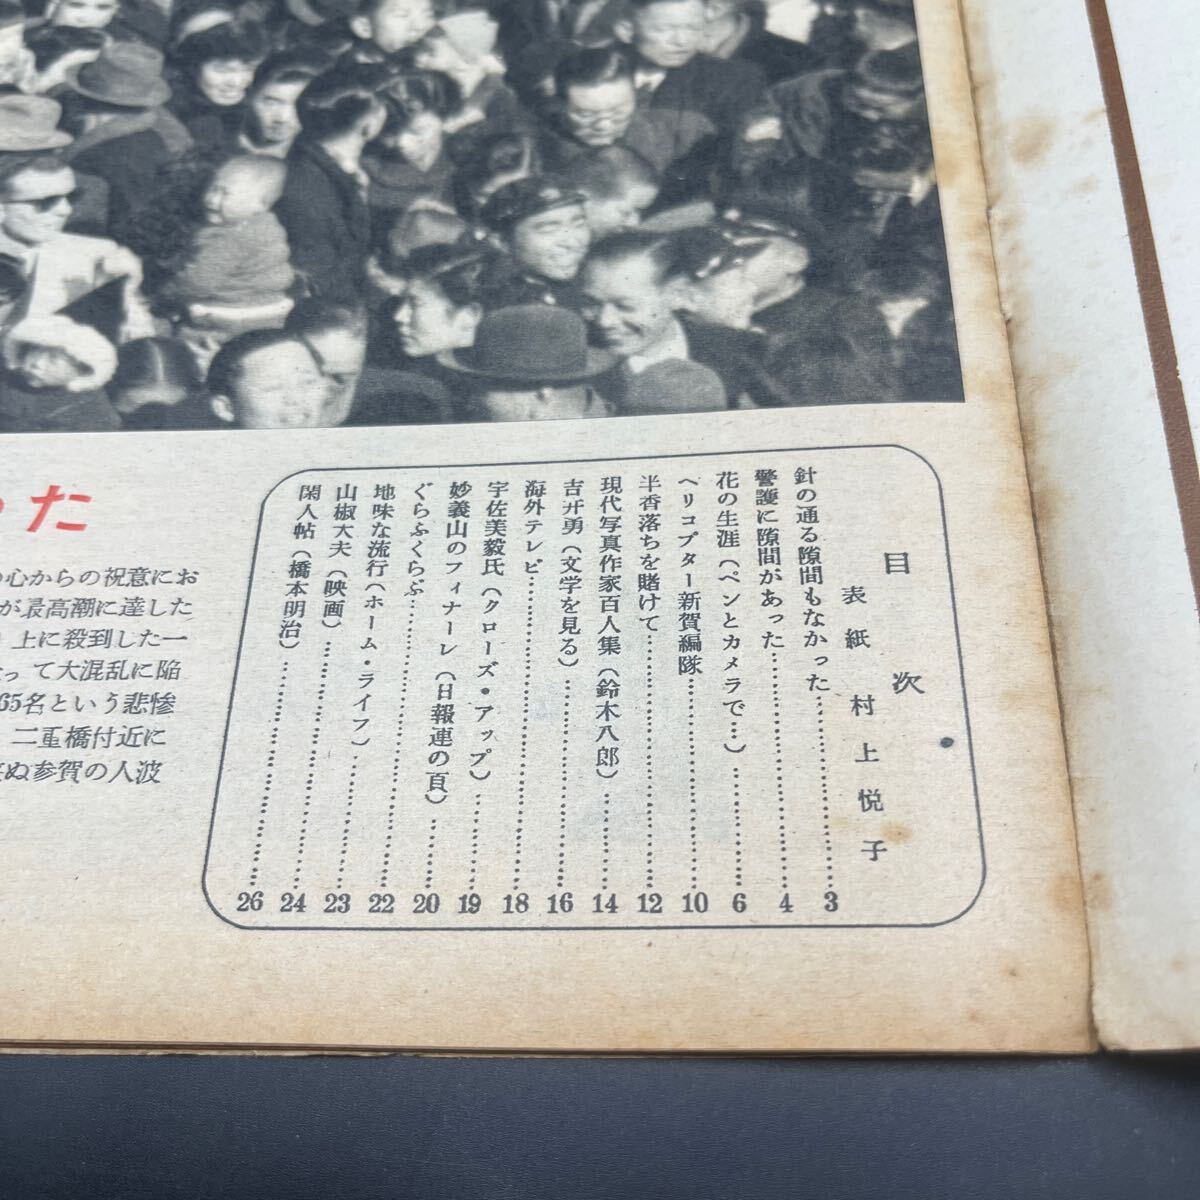 った
の心からの祝意にお
が最高潮に達した
上に殺到した一
なって大混乱に陥
65名という悲惨
二重橋付近に
ぬ参賀の人波
目次
表紙 村上悦子
針の通る隙間もなかった……3
警護に隙間があった……4
花の生涯(ペンとカメラで…)……6
ヘリコプター新賀編隊……10
半香落ちを賭けて……12
現代写真作家百人集(鈴木八郎)……14
吉井勇(文学を見る)……16
海外テレビ……18
宇佐美毅氏(クローズ・アップ)……19
妙義山のフィナーレ(日報連の頁)……20
ぐらふくらぶ……22
地味な流行(ホーム・ライフ)……23
山椒大夫(映画)……24
閑人帖(橋本明治)……26